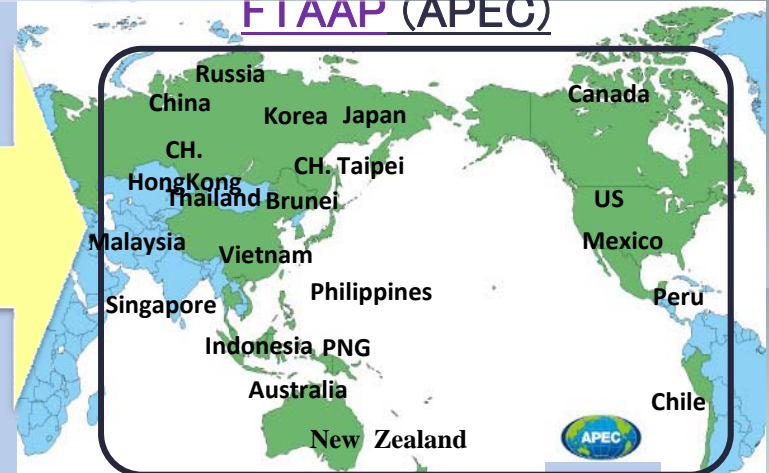 FTAAP (APEC)
Russia
Canada
China
Korea Japan
CH.
HongKong
CH. Taipei
Thailand Brunei
US
Malaysia
Vietnam
Mexico
Singapore
Philippines
Peru
Indonesia PNG
Australia
Chile
New Zealand
APEC